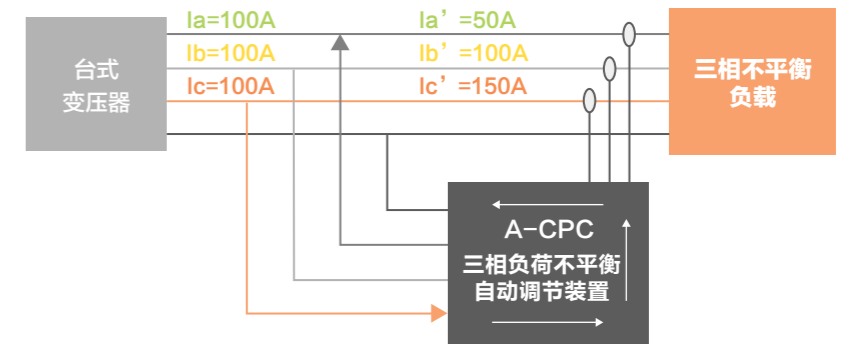 Ia=100A
Ia’=50A
Ib=100A
Ib’=100A
Ic=100A
Ic’=150A
台式
变压器
三相不平衡
负载
A-CPC
三相负荷不平衡
自动调节装置